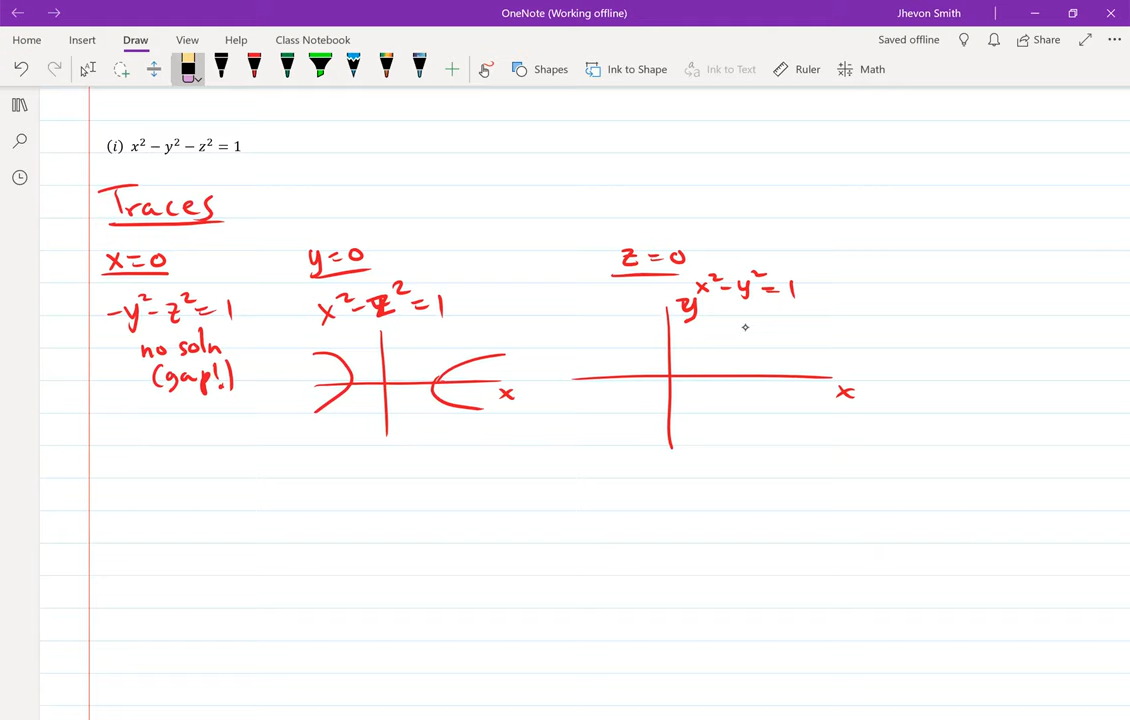 OneNote (Working offline)
Jhevon Smith
Home Insert Draw View Help Class Notebook
Saved offline
Share
Shapes
Ink to Shape
Ink to Text
Ruler
Math
(i) x² − y² − z² = 1
Traces
x=0
-y² - z² = 1
no soln
(gap!)
y=0
x² - z² = 1
x
z = 0
x² - y² = 1
y
x